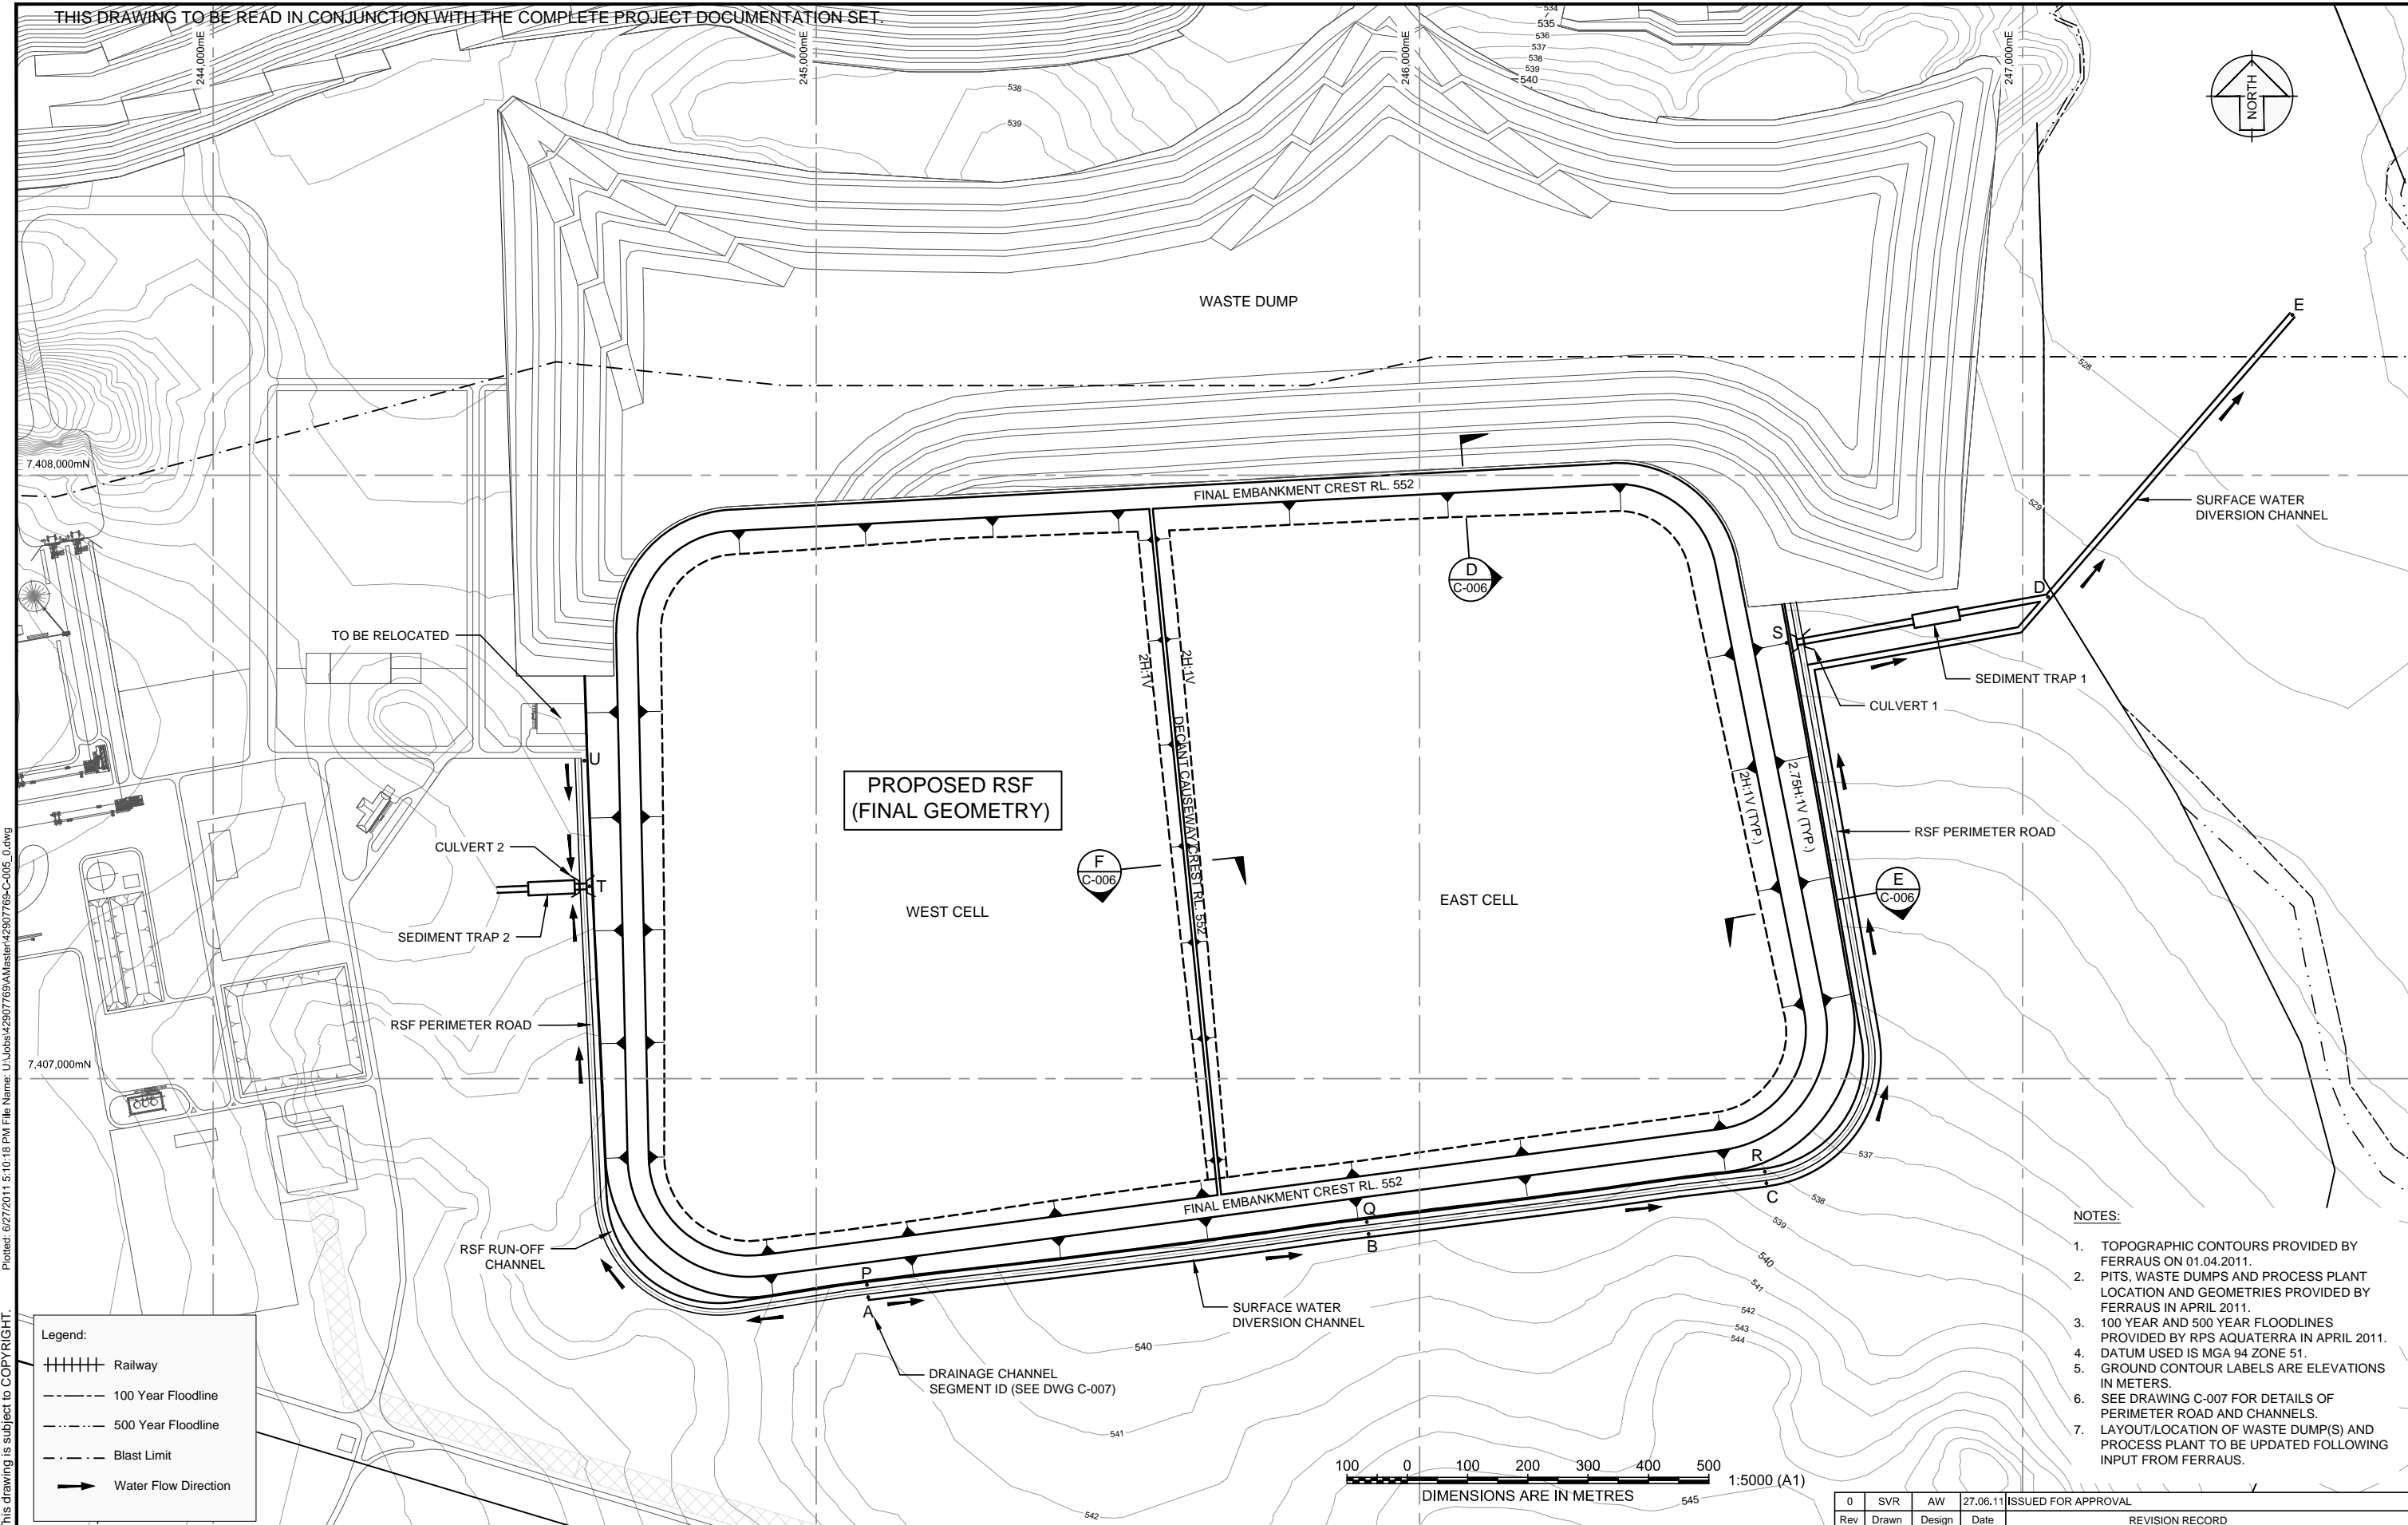 THIS DRAWING TO BE READ IN CONJUNCTION WITH THE COMPLETE PROJECT DOCUMENTATION SET.
244,000mE
245,000mE
246,000mE
247,000mE
534
535
536
537
538
539
540
538
539
NORTH
WASTE DUMP
E
528
7,408,000mN
FINAL EMBANKMENT CREST RL. 552
SURFACE WATER
DIVERSION CHANNEL
529
D
C-006
D
TO BE RELOCATED
S
2H:1V
2H:1V
SEDIMENT TRAP 1
CULVERT 1
DECANT CAUSEWAY CREST RL. 552
U
PROPOSED RSF
(FINAL GEOMETRY)
2H:1V (TYP.)
2.75H:1V (TYP.)
RSF PERIMETER ROAD
CULVERT 2
F
C-006
T
E
C-006
WEST CELL
EAST CELL
SEDIMENT TRAP 2
RSF PERIMETER ROAD
7,407,000mN
537
R
FINAL EMBANKMENT CREST RL. 552
C
538
Q
539
B
540
RSF RUN-OFF
CHANNEL
P
A
541
SURFACE WATER
DIVERSION CHANNEL
542
543
544
540
DRAINAGE CHANNEL
SEGMENT ID (SEE DWG C-007)
541
542
545
NOTES:
1. TOPOGRAPHIC CONTOURS PROVIDED BY
FERRAUS ON 01.04.2011.
2. PITS, WASTE DUMPS AND PROCESS PLANT
LOCATION AND GEOMETRIES PROVIDED BY
FERRAUS IN APRIL 2011.
3. 100 YEAR AND 500 YEAR FLOODLINES
PROVIDED BY RPS AQUATERRA IN APRIL 2011.
4. DATUM USED IS MGA 94 ZONE 51.
5. GROUND CONTOUR LABELS ARE ELEVATIONS
IN METERS.
6. SEE DRAWING C-007 FOR DETAILS OF
PERIMETER ROAD AND CHANNELS.
7. LAYOUT/LOCATION OF WASTE DUMP(S) AND
PROCESS PLANT TO BE UPDATED FOLLOWING
INPUT FROM FERRAUS.
Legend:
Railway
100 Year Floodline
500 Year Floodline
Blast Limit
Water Flow Direction
100 0 100 200 300 400 500
1:5000 (A1)
DIMENSIONS ARE IN METRES
0 SVR AW 27.06.11 ISSUED FOR APPROVAL
Rev Drawn Design Date REVISION RECORD
This drawing is subject to COPYRIGHT.
Plotted: 6/27/2011 5:10:18 PM File Name: U:\Jobs\42907769\AMaster\42907769-C-005_0.dwg